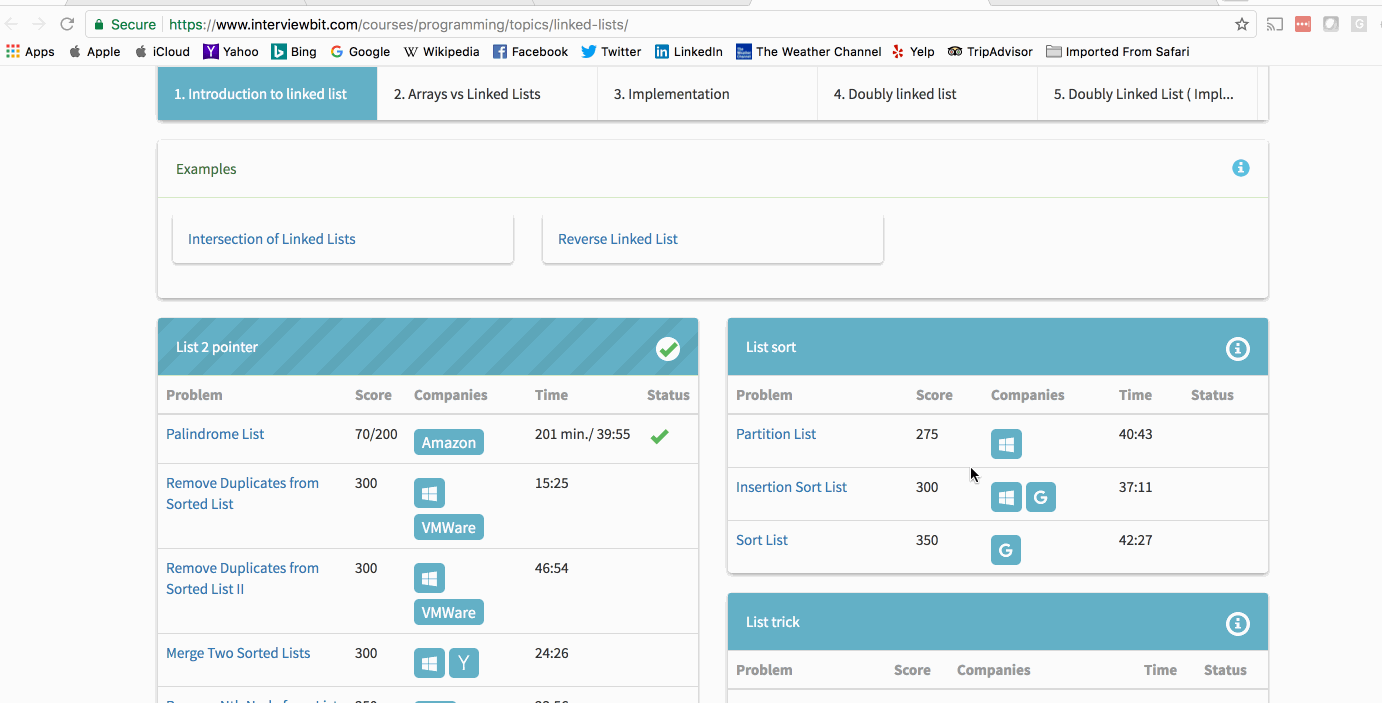 Secure https://www.interviewbit.com/courses/programming/topics/linked-lists/
Apps Apple iCloud Yahoo Bing Google Wikipedia Facebook Twitter LinkedIn The Weather Channel Yelp TripAdvisor Imported From Safari
1. Introduction to linked list 2. Arrays vs Linked Lists 3. Implementation 4. Doubly linked list 5. Doubly Linked List ( Impl...
Examples
Intersection of Linked Lists Reverse Linked List
List 2 pointer
Problem Score Companies Time Status
Palindrome List 70/200 Amazon 201 min./ 39:55
Remove Duplicates from 300 15:25
Sorted List VMWare
Remove Duplicates from 300 46:54
Sorted List II VMWare
Merge Two Sorted Lists 300 Y 24:26
List sort
Problem Score Companies Time Status
Partition List 275 40:43
Insertion Sort List 300 G 37:11
Sort List 350 G 42:27
List trick
Problem Score Companies Time Status